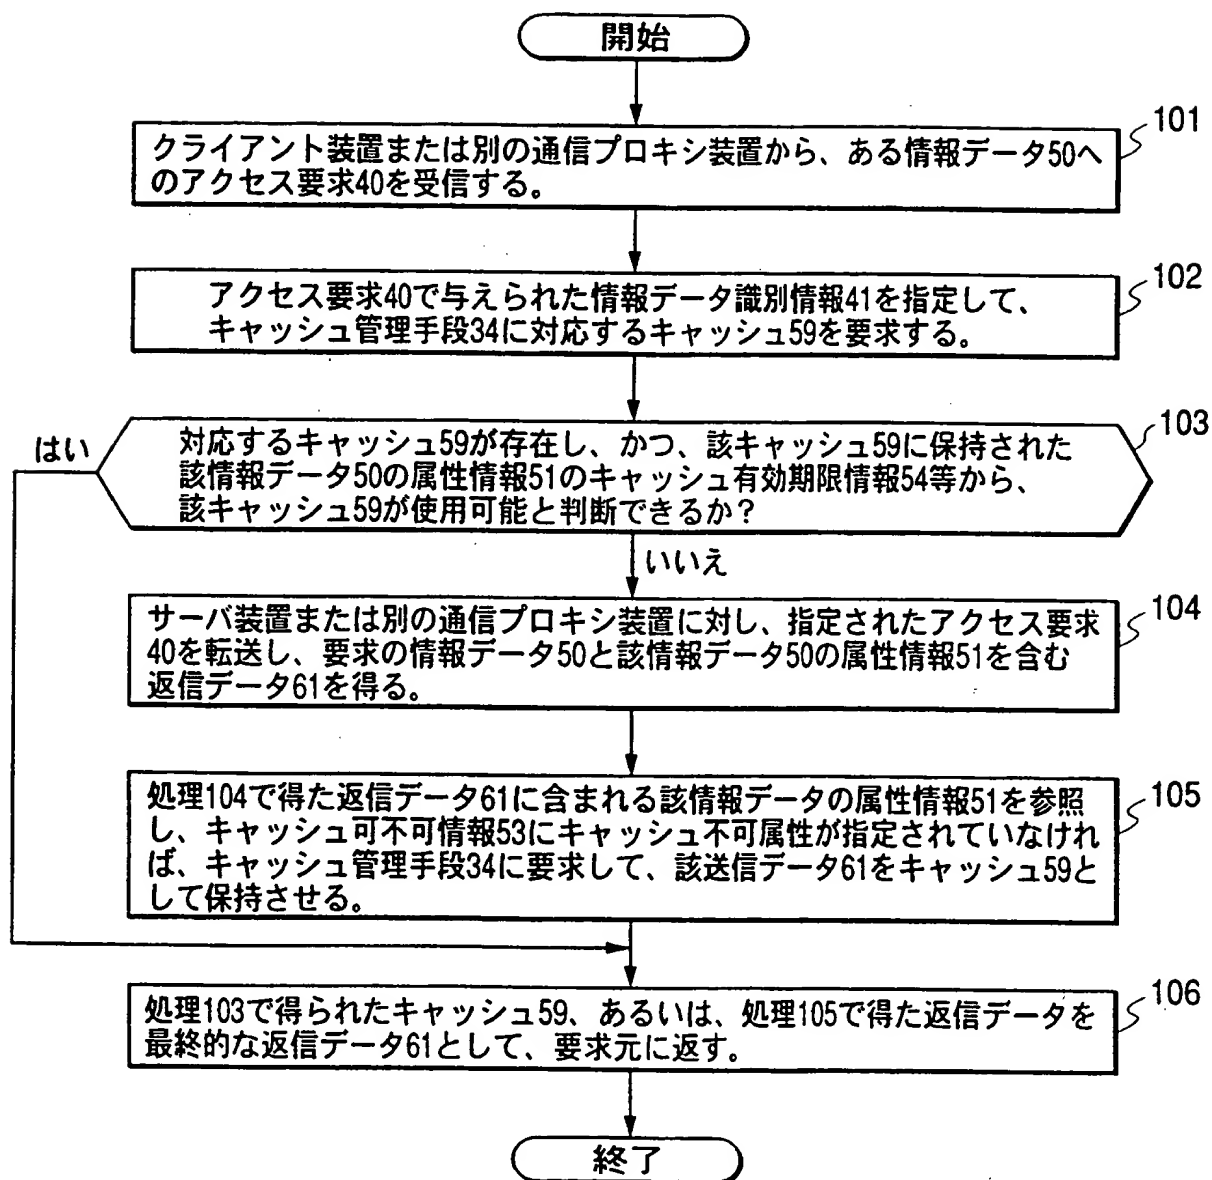 開始
101
クライアント装置または別の通信プロキシ装置から、ある情報データ50へ
のアクセス要求40を受信する。
102
アクセス要求40で与えられた情報データ識別情報41を指定して、
キャッシュ管理手段34に対応するキャッシュ59を要求する。
103
はい
対応するキャッシュ59が存在し、かつ、該キャッシュ59に保持された
該情報データ50の属性情報51のキャッシュ有効期限情報54等から、
該キャッシュ59が使用可能と判断できるか?
いいえ
104
サーバ装置または別の通信プロキシ装置に対し、指定されたアクセス要求
40を転送し、要求の情報データ50と該情報データ50の属性情報51を含む
返信データ61を得る。
105
処理104で得た返信データ61に含まれる該情報データの属性情報51を参照
し、キャッシュ可不可情報53にキャッシュ不可属性が指定されていなけれ
ば、キャッシュ管理手段34に要求して、該送信データ61をキャッシュ59と
して保持させる。
106
処理103で得られたキャッシュ59、あるいは、処理105で得た返信データを
最終的な返信データ61として、要求元に返す。
終了